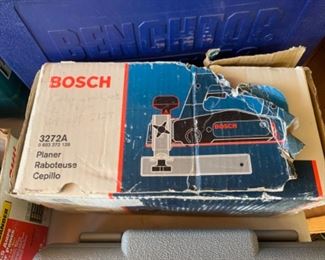 BENCHTOP
BOSCH
BOSCH
3272A
0 603 272 139
Planer
Raboteuse
Cepillo